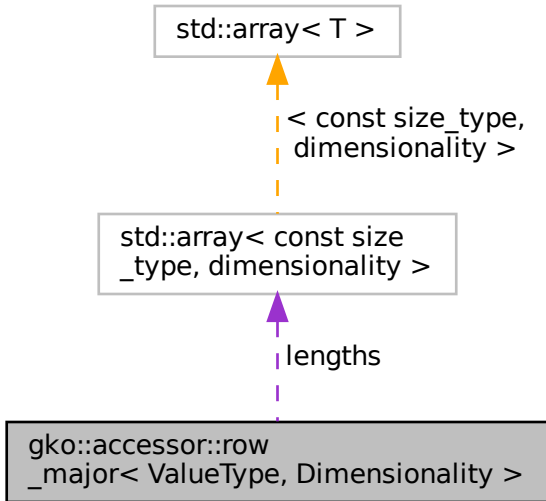 std::array< T >
< const size_type,
dimensionality >
std::array< const size
_type, dimensionality >
lengths
gko::accessor::row
_major< ValueType, Dimensionality >